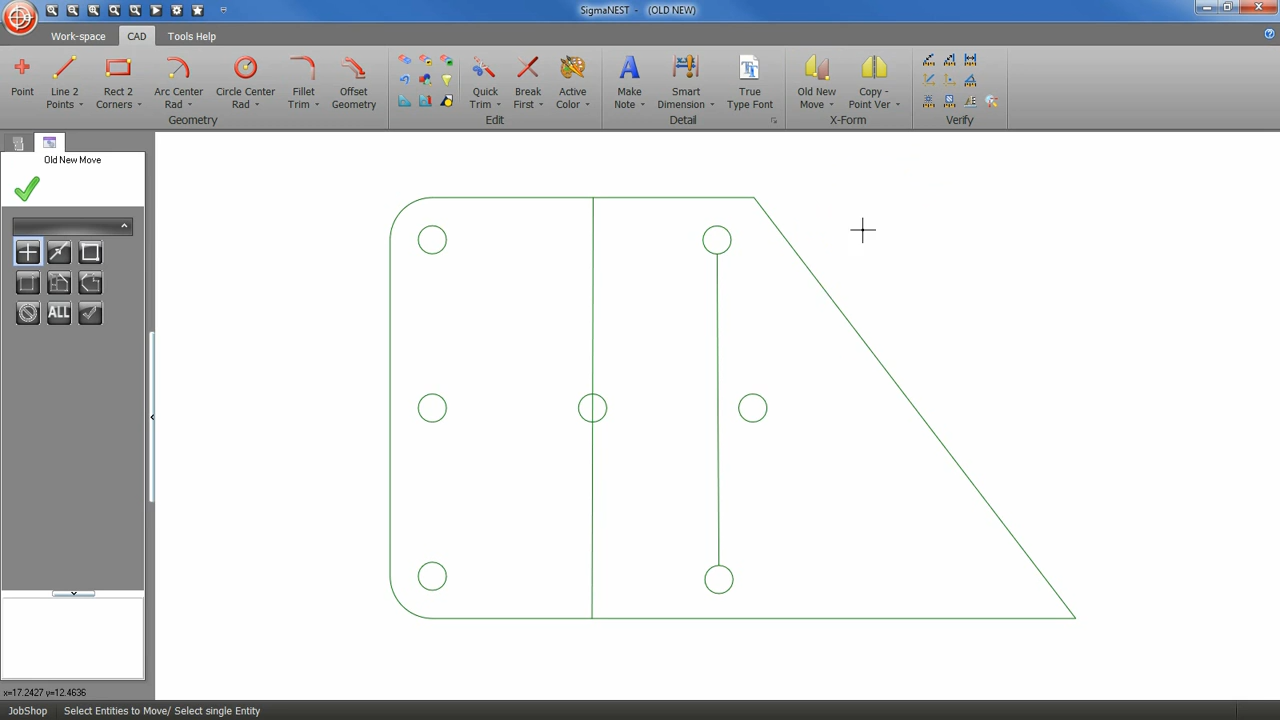 SigmaNEST - (OLD NEW)
Work-space CAD Tools Help
Point
Line 2 Points
Rect 2 Corners
Arc Center Rad
Circle Center Rad
Fillet Trim
Offset Geometry
Quick Trim
Break First
Active Color
Make Note
Smart Dimension
True Type Font
Old New Move
Copy - Point Ver
Geometry Edit Detail X-Form Verify
Old New Move
ALL
x=17.2427 y=12.4636
JobShop Select Entities to Move/ Select single Entity